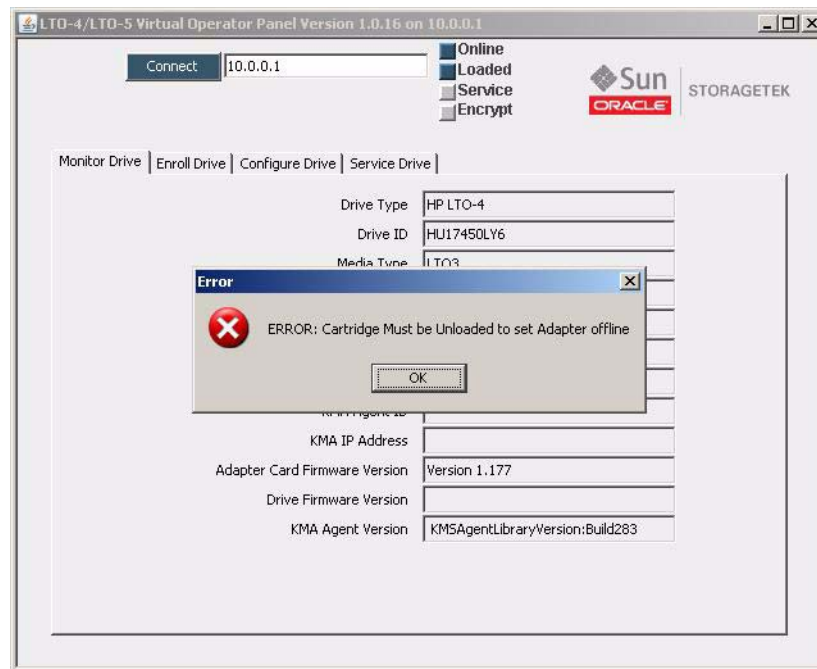 LTO-4/LTO-5 Virtual Operator Panel Version 1.0.16 on 10.0.0.1
Connect 10.0.0.1
Online
Loaded
Service
Encrypt
Sun
ORACLE
STORAGETEK
Monitor Drive Enroll Drive Configure Drive Service Drive
Drive Type HP LTO-4
Drive ID HU17450LY6
Media Type LTO3
Error
ERROR: Cartridge Must be Unloaded to set Adapter offline
OK
Agent ID
KMA IP Address
Adapter Card Firmware Version Version 1.177
Drive Firmware Version
KMA Agent Version KMSAgentLibraryVersion:Build283